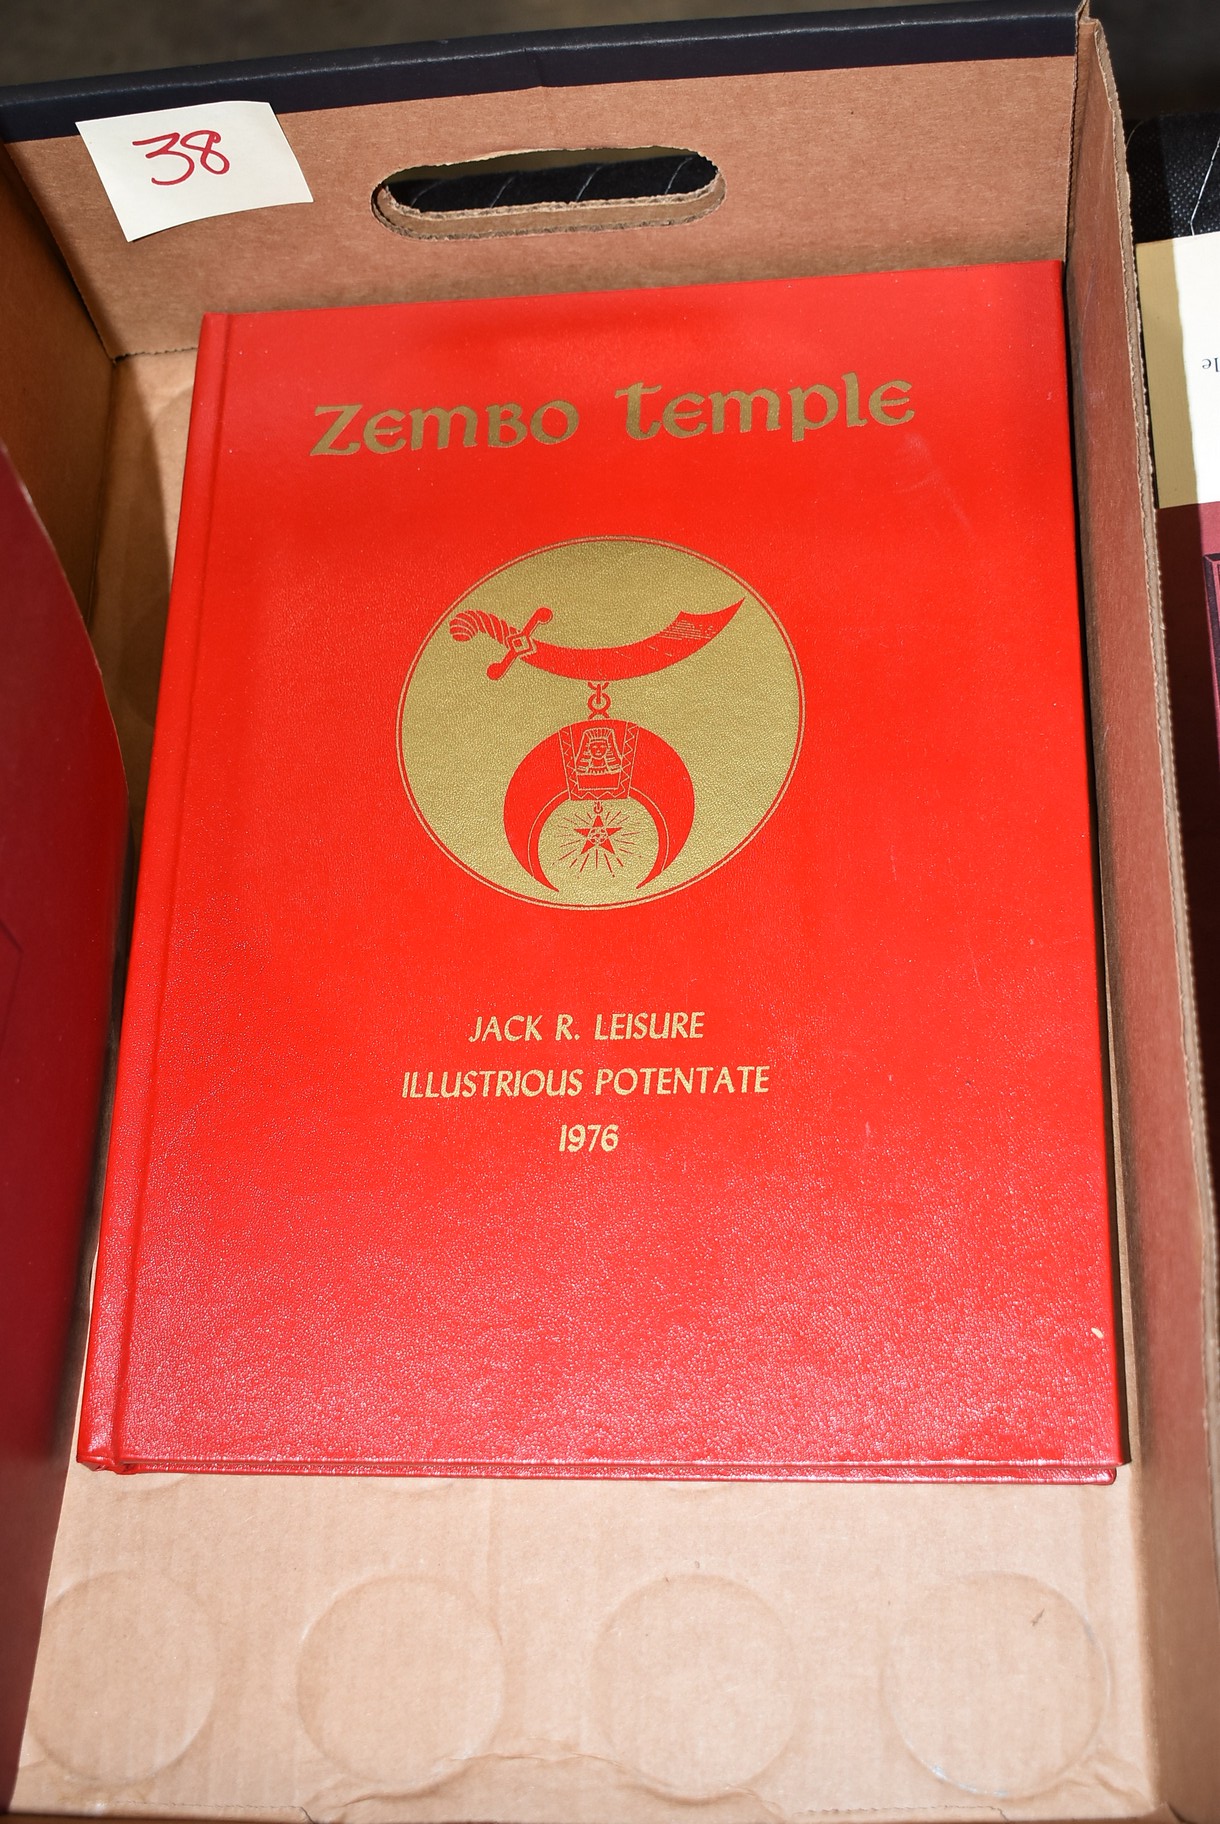 38
Zembo Temple
JACK R. LEISURE
ILLUSTRIOUS POTENTATE
1976